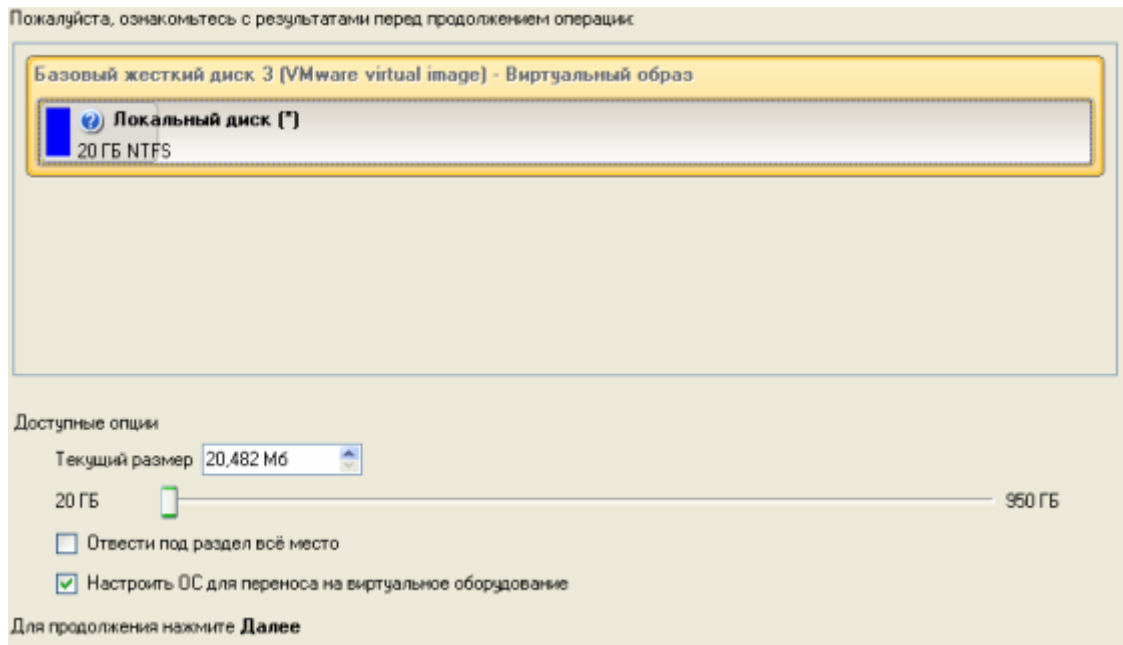 Пожалуйста, ознакомьтесь с результатами перед продолжением операции:
Базовый жесткий диск 3 (VMware virtual image) - Виртуальный образ
Локальный диск (*)
20 ГБ NTFS
Доступные опции
Текущий размер 20,482 Мб
20 ГБ 950 ГБ
Отвести под раздел всё место
Настроить ОС для переноса на виртуальное оборудование
Для продолжения нажмите Далее